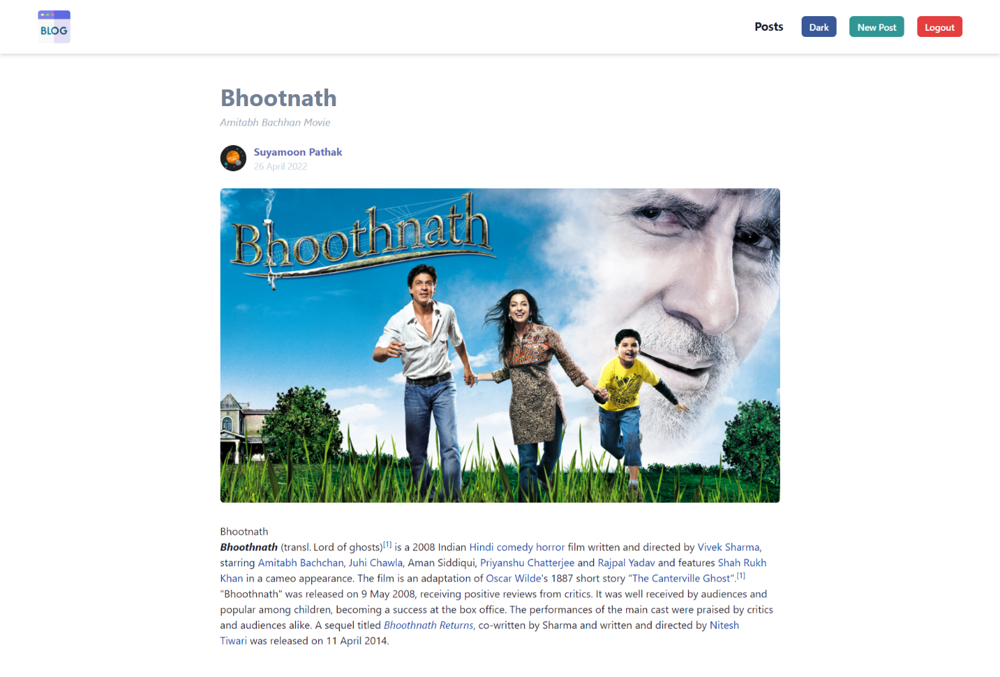 BLOG
Posts
Dark
New Post
Logout
Bhootnath
Amitabh Bachhan Movie
Suyamoon Pathak
26 April 2022
Bhoothnath
Bhootnath
Bhoothnath (transl. Lord of ghosts)[1] is a 2008 Indian Hindi comedy horror film written and directed by Vivek Sharma,
starring Amitabh Bachchan, Juhi Chawla, Aman Siddiqui, Priyanshu Chatterjee and Rajpal Yadav and features Shah Rukh
Khan in a cameo appearance. The film is an adaptation of Oscar Wilde's 1887 short story "The Canterville Ghost".[1]
"Bhoothnath" was released on 9 May 2008, receiving positive reviews from critics. It was well received by audiences and
popular among children, becoming a success at the box office. The performances of the main cast were praised by critics
and audiences alike. A sequel titled Bhoothnath Returns, co-written by Sharma and written and directed by Nitesh
Tiwari was released on 11 April 2014.